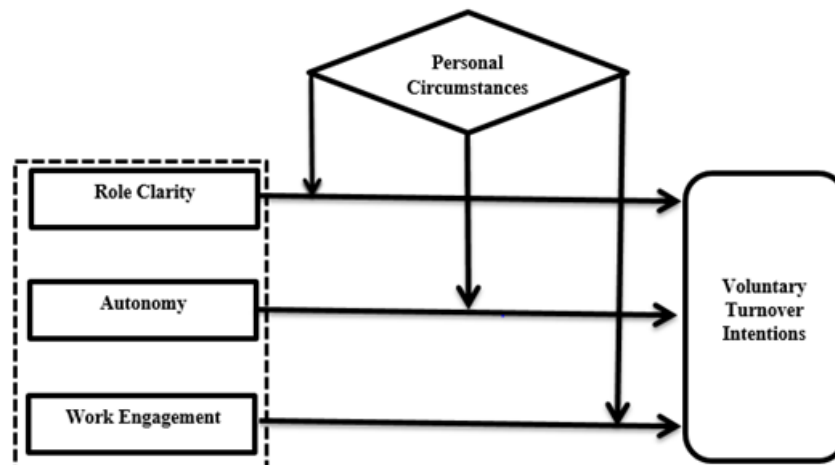 Personal
Circumstances
Role Clarity
Autonomy
Work Engagement
Voluntary
Turnover
Intentions